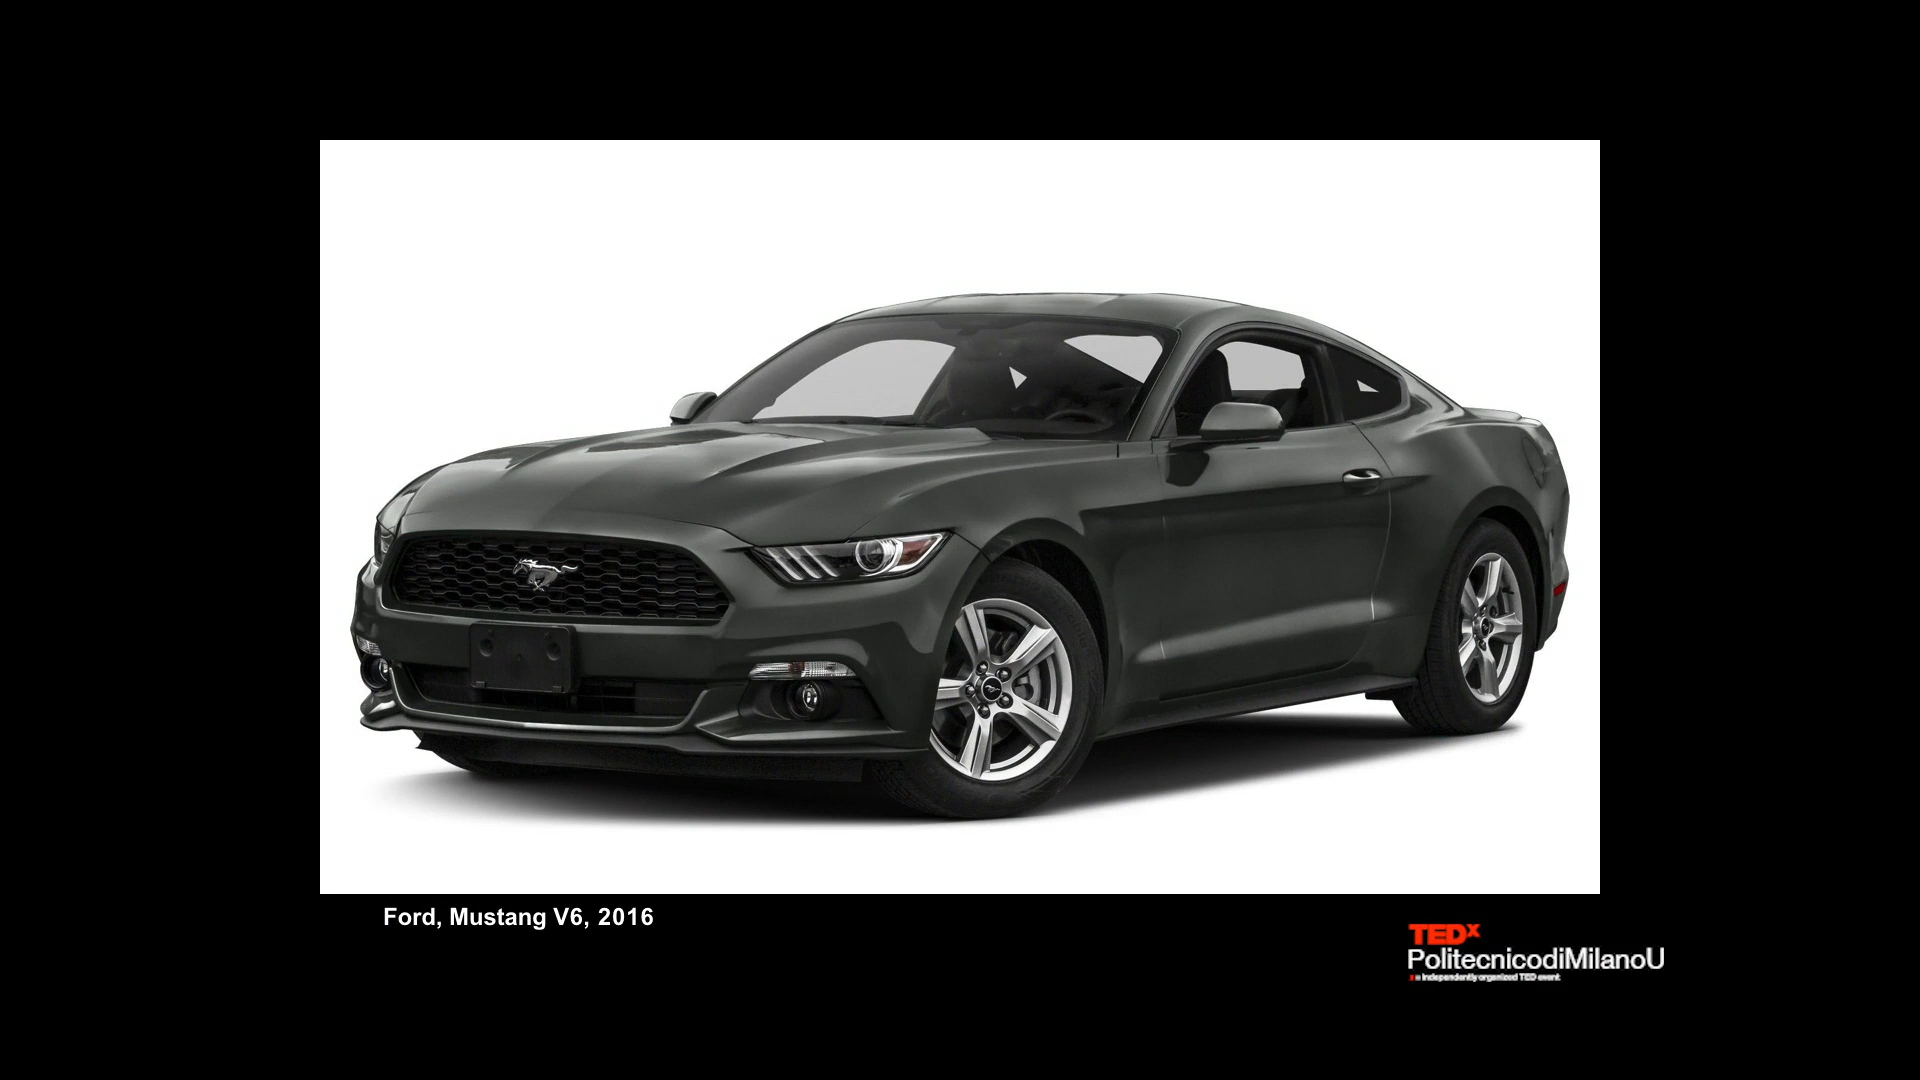 Ford, Mustang V6, 2016
TEDx
PolitecnicodiMilanoU
x = independently organized TED event